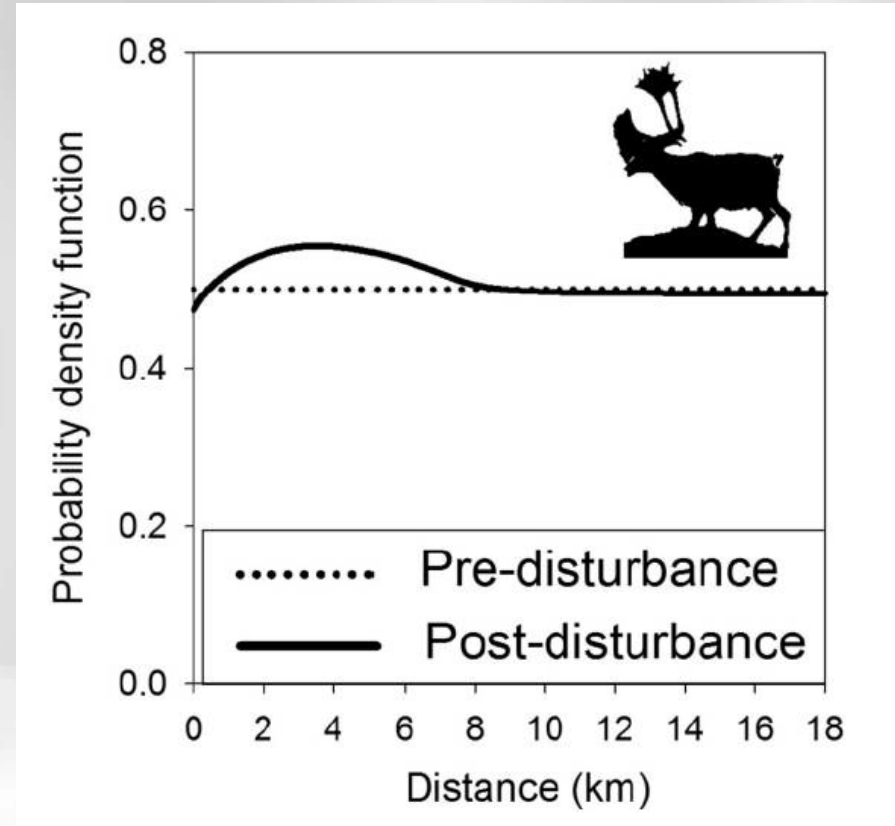 Probability density function
0.8
0.6
0.4
0.2
0.0
Pre-disturbance
Post-disturbance
0 2 4 6 8 10 12 14 16 18
Distance (km)